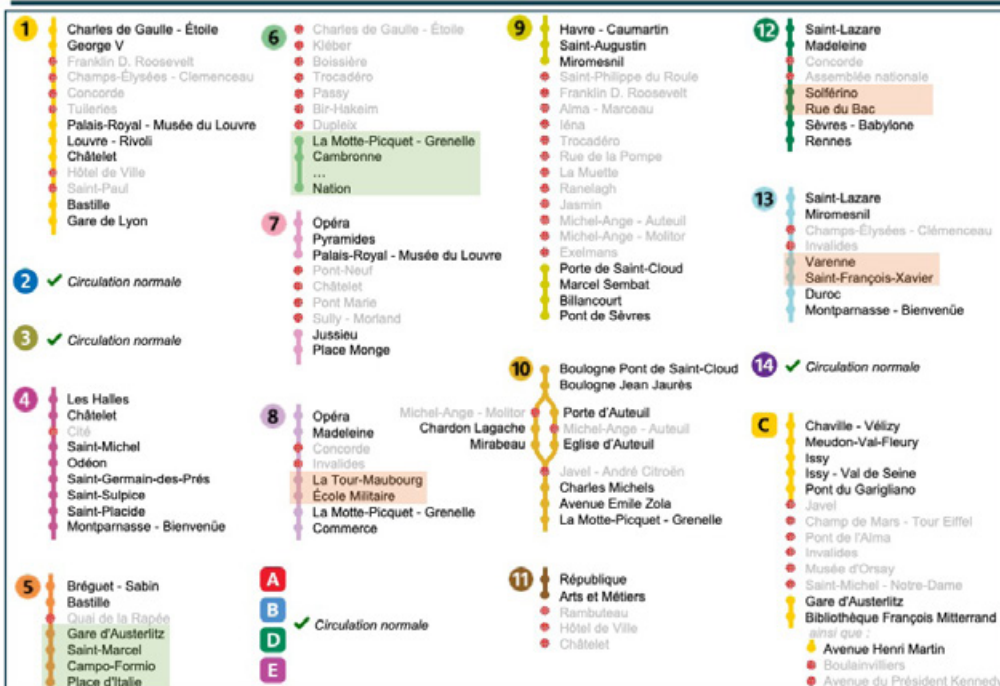 1
Charles de Gaulle - Étoile
George V
Franklin D. Roosevelt
Champs-Élysées - Clemenceau
Concorde
Tuileries
Palais-Royal - Musée du Louvre
Louvre - Rivoli
Châtelet
Hôtel de Ville
Saint-Paul
Bastille
Gare de Lyon
2
Circulation normale
3
Circulation normale
4
Les Halles
Châtelet
Cité
Saint-Michel
Odéon
Saint-Germain-des-Prés
Saint-Sulpice
Saint-Placide
Montparnasse - Bienvenüe
5
Bréguet - Sabin
Bastille
Quai de la Rapée
Gare d'Austerlitz
Saint-Marcel
Campo-Formio
Place d'Italie
6
Charles de Gaulle - Étoile
Kléber
Boissière
Trocadéro
Passy
Bir-Hakeim
Dupleix
La Motte-Picquet - Grenelle
Cambronne
...
Nation
7
Opéra
Pyramides
Palais-Royal - Musée du Louvre
Pont-Neuf
Châtelet
Pont Marie
Sully - Morland
Jussieu
Place Monge
8
Opéra
Madeleine
Concorde
Invalides
La Tour-Maubourg
École Militaire
La Motte-Picquet - Grenelle
Commerce
A
B
D
E
Circulation normale
9
Havre - Caumartin
Saint-Augustin
Miromesnil
Saint-Philippe du Roule
Franklin D. Roosevelt
Alma - Marceau
Iéna
Trocadéro
Rue de la Pompe
La Muette
Ranelagh
Jasmin
Michel-Ange - Auteuil
Michel-Ange - Molitor
Exelmans
Porte de Saint-Cloud
Marcel Sembat
Billancourt
Pont de Sèvres
10
Boulogne Pont de Saint-Cloud
Boulogne Jean Jaurès
Michel-Ange - Molitor
Porte d'Auteuil
Chardon Lagache
Michel-Ange - Auteuil
Mirabeau
Eglise d'Auteuil
Javel - André Citroën
Charles Michels
Avenue Emile Zola
La Motte-Picquet - Grenelle
11
République
Arts et Métiers
Rambuteau
Hôtel de Ville
Châtelet
12
Saint-Lazare
Madeleine
Concorde
Assemblée nationale
Solférino
Rue du Bac
Sèvres - Babylone
Rennes
13
Saint-Lazare
Miromesnil
Champs-Élysées - Clémenceau
Invalides
Varenne
Saint-François-Xavier
Duroc
Montparnasse - Bienvenüe
14
Circulation normale
C
Chaville - Vélizy
Meudon-Val-Fleury
Issy
Issy - Val de Seine
Pont du Garigliano
Javel
Champ de Mars - Tour Eiffel
Pont de l'Alma
Invalides
Musée d'Orsay
Saint-Michel - Notre-Dame
Gare d'Austerlitz
Bibliothèque François Mitterrand
ainsi que :
Avenue Henri Martin
Boulainvilliers
Avenue du Président Kennedy